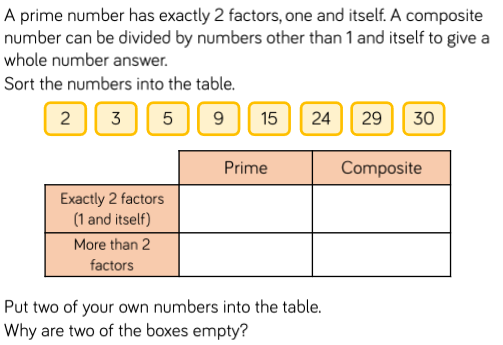 A prime number has exactly 2 factors, one and itself. A composite
number can be divided by numbers other than 1 and itself to give a
whole number answer.
Sort the numbers into the table.
2 3 5 9 15 24 29 30
Prime Composite
Exactly 2 factors
(1 and itself)
More than 2
factors
Put two of your own numbers into the table.
Why are two of the boxes empty?